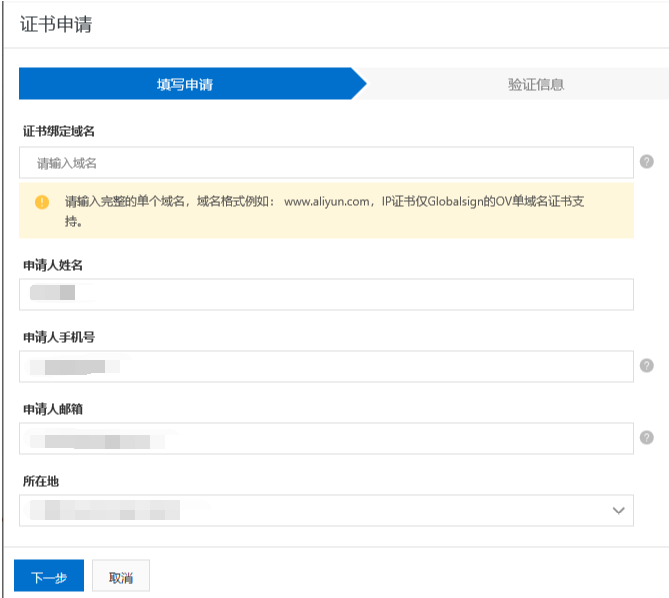 证书申请
填写申请
验证信息
证书绑定域名
请输入域名
?
!
请输入完整的单个域名，域名格式例如： www.aliyun.com，IP证书仅Globalsign的OV单域名证书支
持。
申请人姓名
申请人手机号
?
申请人邮箱
?
所在地
下一步
取消